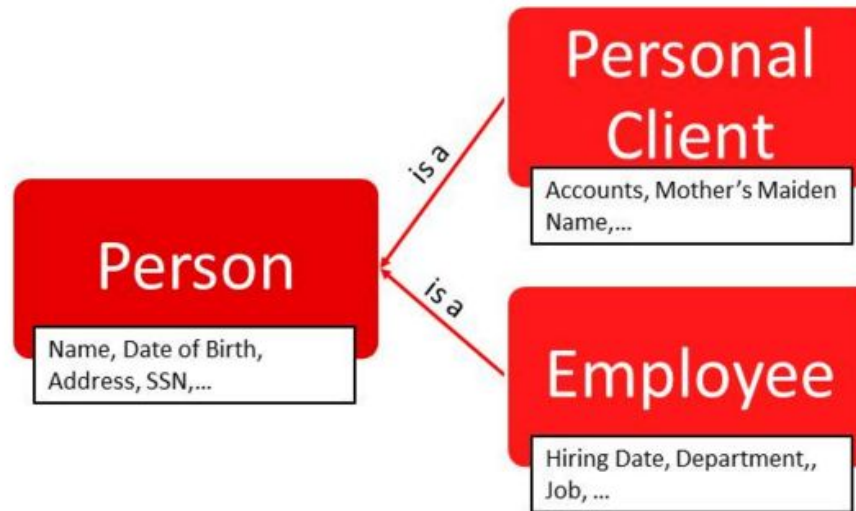 Person
Name, Date of Birth,
Address, SSN,...
is a
is a
Personal
Client
Accounts, Mother's Maiden
Name,...
Employee
Hiring Date, Department,,
Job, ...